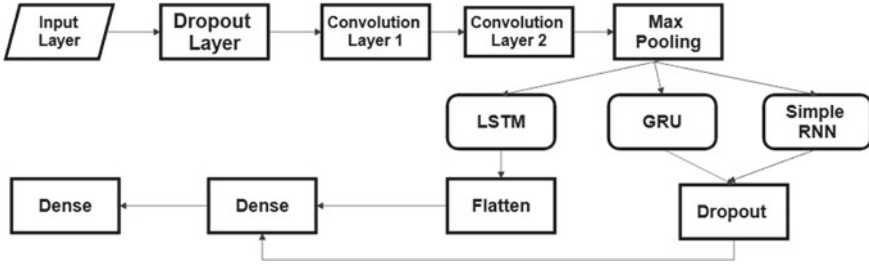 Input
Layer
Dropout
Layer
Convolution
Layer 1
Convolution
Layer 2
Max
Pooling
LSTM
GRU
Simple
RNN
Dense
Dense
Flatten
Dropout